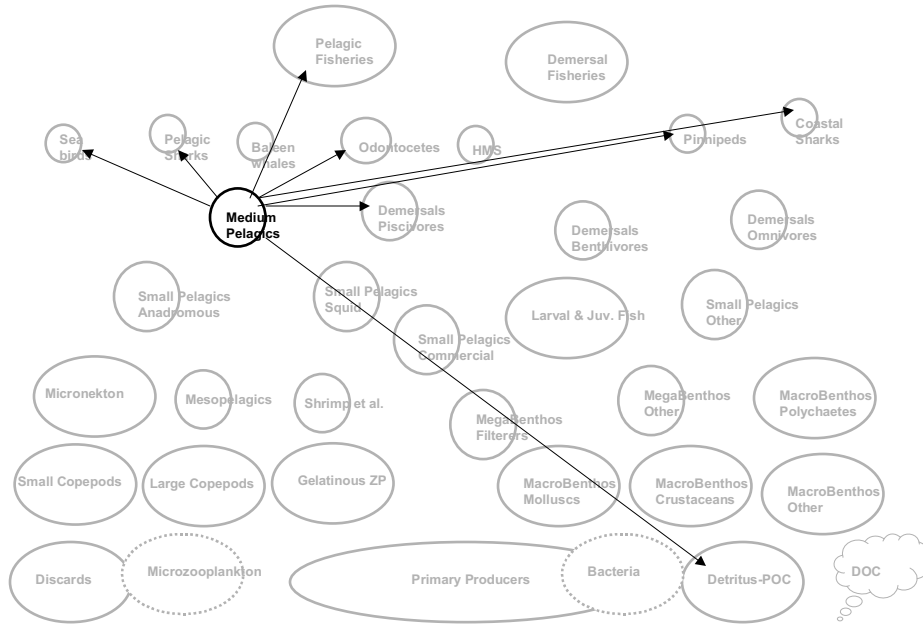 Pelagic
Fisheries
Demersal
Fisheries
Sea
birds
Pelagic
Sharks
Baleen
whales
Odontocetes
HMS
Pinnipeds
Coastal
Sharks
Medium
Pelagics
Demersals
Piscivores
Demersals
Benthivores
Demersals
Omnivores
Small Pelagics
Anadromous
Small Pelagics
Squid
Small Pelagics
Commercial
Larval & Juv. Fish
Small Pelagics
Other
Micronekton
Mesopelagics
Shrimp et al.
MegaBenthos
Filterers
MegaBenthos
Other
MacroBenthos
Polychaetes
Small Copepods
Large Copepods
Gelatinous ZP
MacroBenthos
Molluscs
MacroBenthos
Crustaceans
MacroBenthos
Other
Discards
Microzooplankton
Primary Producers
Bacteria
Detritus-POC
DOC